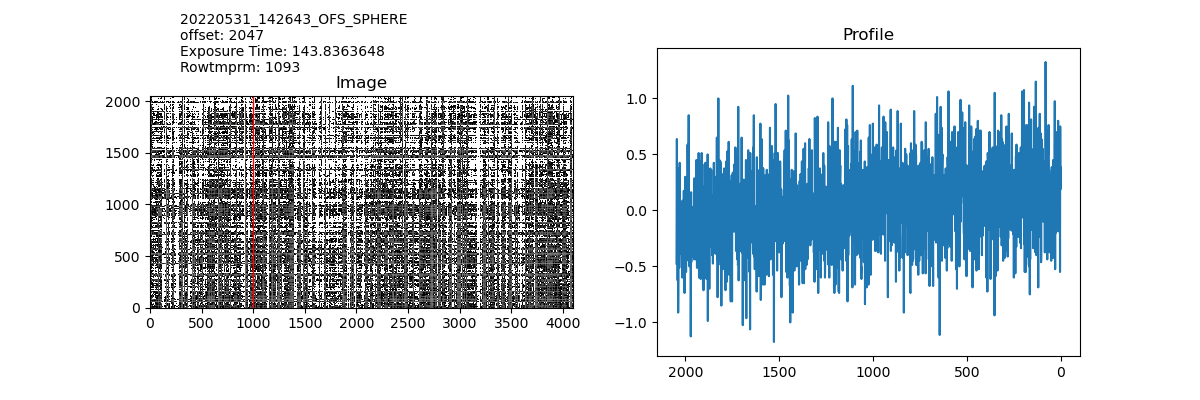 20220531_142643_OFS_SPHERE
offset: 2047
Exposure Time: 143.8363648
Rowtmprm: 1093
Image
2000
1500
1000
500
0
0 500 1000 1500 2000 2500 3000 3500 4000
Profile
1.0
0.5
0.0
−0.5
−1.0
2000 1500 1000 500 0